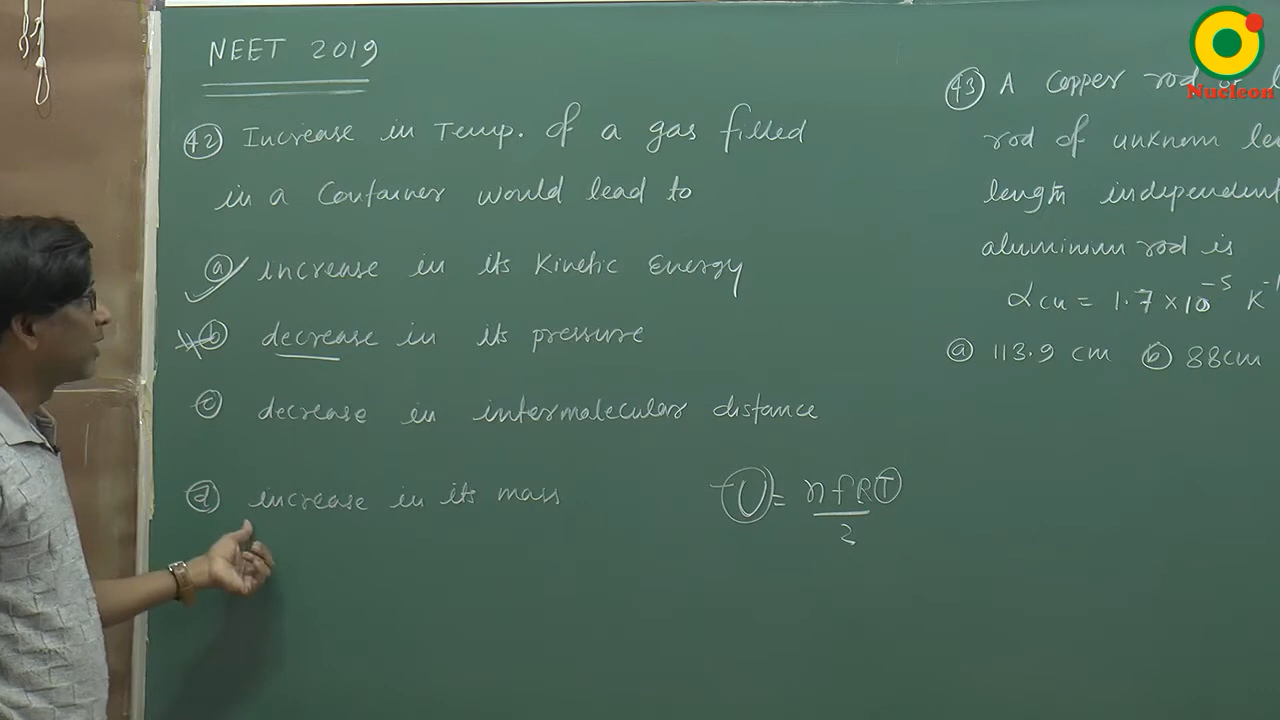 NEET 2019
42 Increase in Temp. of a gas filled
in a Container would lead to
a increase in its Kinetic Energy
b decrease in its pressure
c decrease in intermolecular distance
d increase in its mass
U = nfRT
2
43 A Copper rod of
rod of unknown
length independent
aluminium rod is
αcu = 1.7 × 10⁻⁵ K⁻¹
a 113.9 cm b 88cm
Nucleon